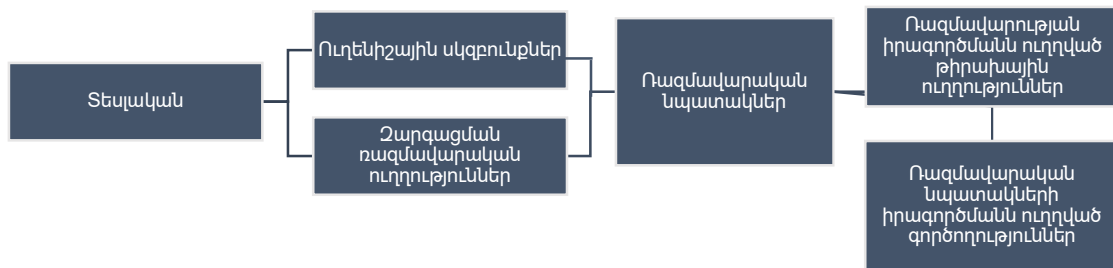 Տեսլական
Ուղենիշային սկզբունքներ
Զարգացման
ռազմավարական
ուղղություններ
Ռազմավարական
նպատակներ
Ռազմավարության
իրագործմանն ուղղված
թիրախային
ուղղություններ
Ռազմավարական
նպատակների
իրագործմանն ուղղված
գործողություններ